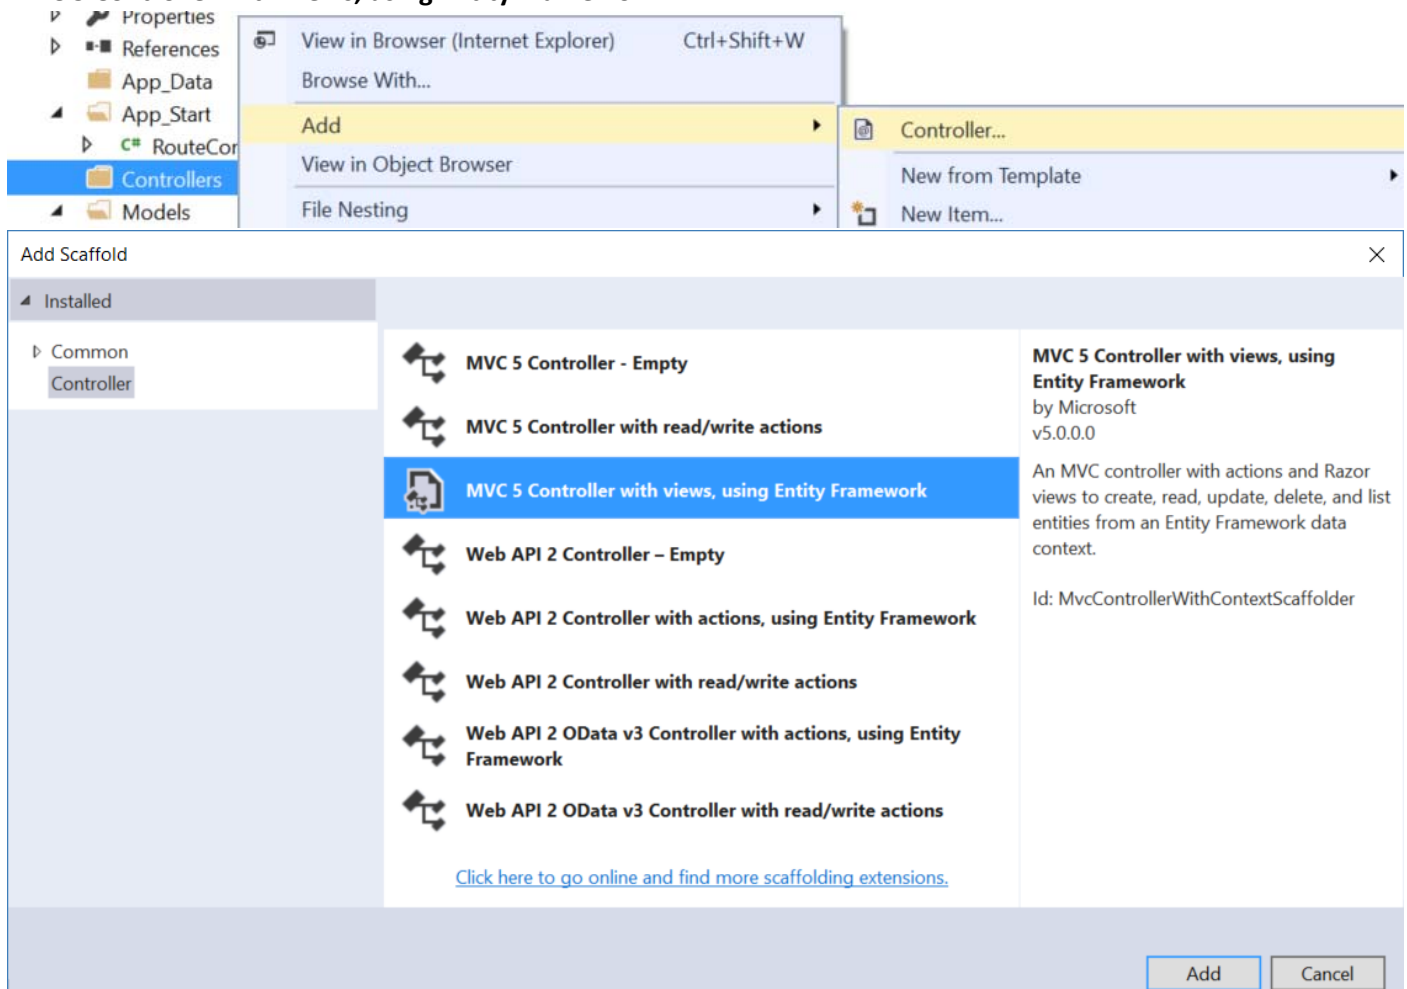 Properties
References
App_Data
App_Start
C# RouteCor
Controllers
Models
View in Browser (Internet Explorer) Ctrl+Shift+W
Browse With...
Add
View in Object Browser
File Nesting
Controller...
New from Template
New Item...
Add Scaffold
Installed
Common
Controller
MVC 5 Controller - Empty
MVC 5 Controller with read/write actions
MVC 5 Controller with views, using Entity Framework
Web API 2 Controller – Empty
Web API 2 Controller with actions, using Entity Framework
Web API 2 Controller with read/write actions
Web API 2 OData v3 Controller with actions, using Entity
Framework
Web API 2 OData v3 Controller with read/write actions
Click here to go online and find more scaffolding extensions.
MVC 5 Controller with views, using
Entity Framework
by Microsoft
v5.0.0.0
An MVC controller with actions and Razor
views to create, read, update, delete, and list
entities from an Entity Framework data
context.
Id: MvcControllerWithContextScaffolder
Add
Cancel